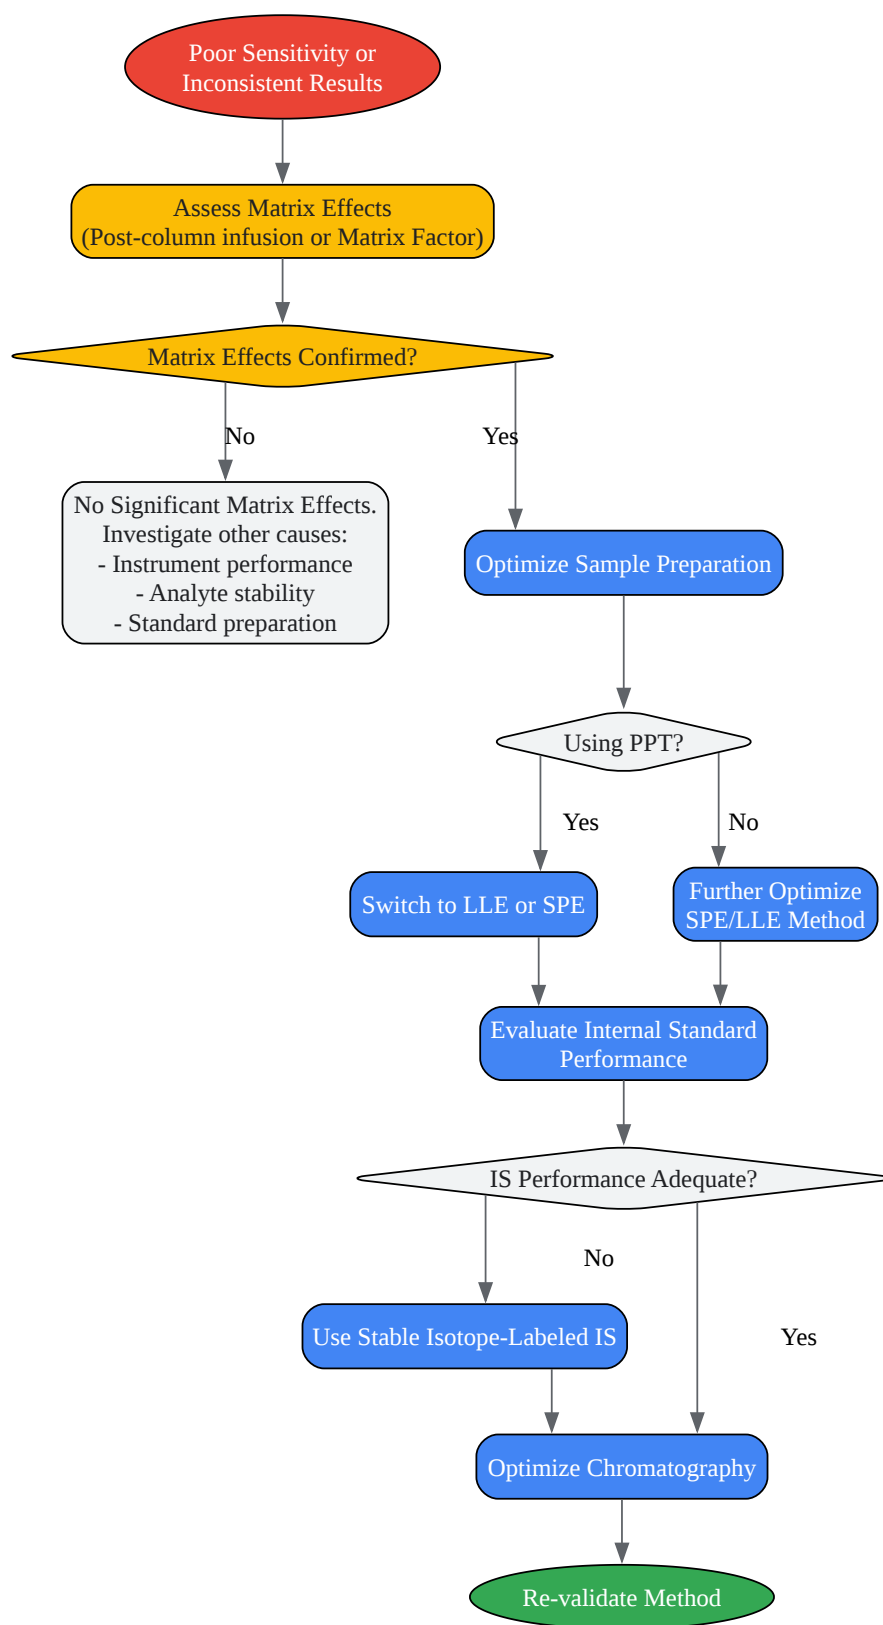 Poor Sensitivity or
Inconsistent Results
Assess Matrix Effects
(Post-column infusion or Matrix Factor)
Matrix Effects Confirmed?
No
Yes
No Significant Matrix Effects.
Investigate other causes:
- Instrument performance
- Analyte stability
- Standard preparation
Optimize Sample Preparation
Using PPT?
Yes
No
Switch to LLE or SPE
Further Optimize
SPE/LLE Method
Evaluate Internal Standard
Performance
IS Performance Adequate?
No
Use Stable Isotope-Labeled IS
Yes
Optimize Chromatography
Re-validate Method